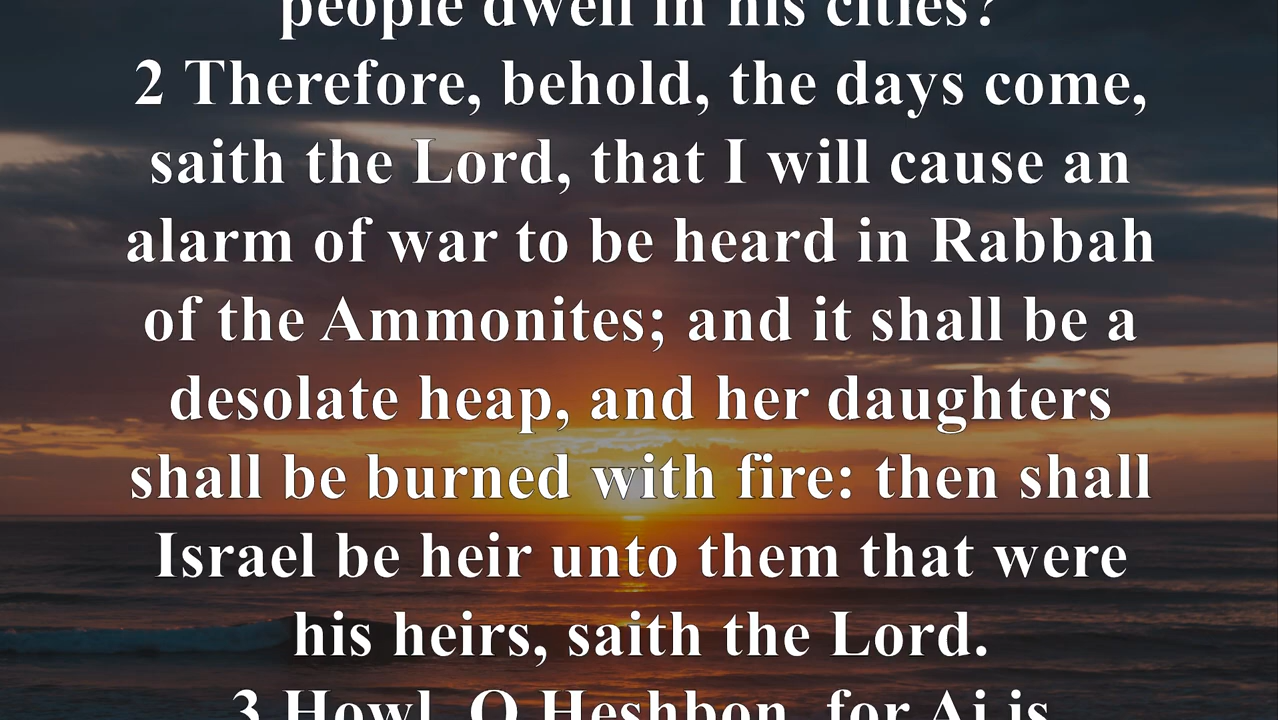 people dwell in his cities?
2 Therefore, behold, the days come,
saith the Lord, that I will cause an
alarm of war to be heard in Rabbah
of the Ammonites; and it shall be a
desolate heap, and her daughters
shall be burned with fire: then shall
Israel be heir unto them that were
his heirs, saith the Lord.
3 Howl, O Heshbon, for Ai is